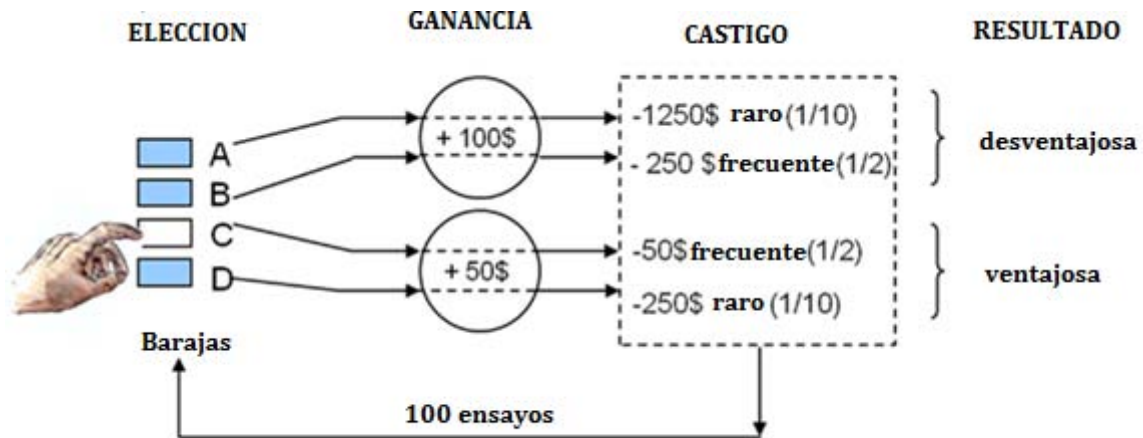 ELECCION
GANANCIA
CASTIGO
RESULTADO
A
B
C
D
+ 100$
+ 50$
-1250$ raro (1/10)
- 250 $frecuente(1/2)
-50$frecuente(1/2)
-250$ raro (1/10)
desventajosa
ventajosa
Barajas
100 ensayos